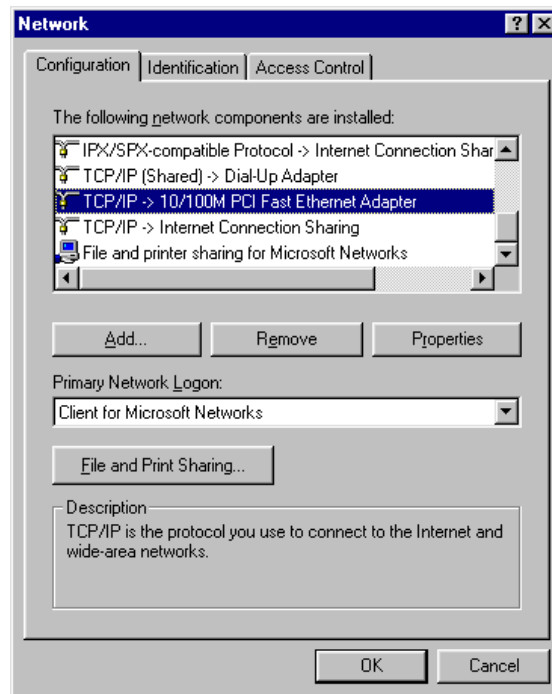 Network
Configuration Identification Access Control
The following network components are installed:
IPX/SPX-compatible Protocol -> Internet Connection Shar
TCP/IP (Shared) -> Dial-Up Adapter
TCP/IP -> 10/100M PCI Fast Ethernet Adapter
TCP/IP -> Internet Connection Sharing
File and printer sharing for Microsoft Networks
Add... Remove Properties
Primary Network Logon:
Client for Microsoft Networks
File and Print Sharing...
Description
TCP/IP is the protocol you use to connect to the Internet and
wide-area networks.
OK Cancel